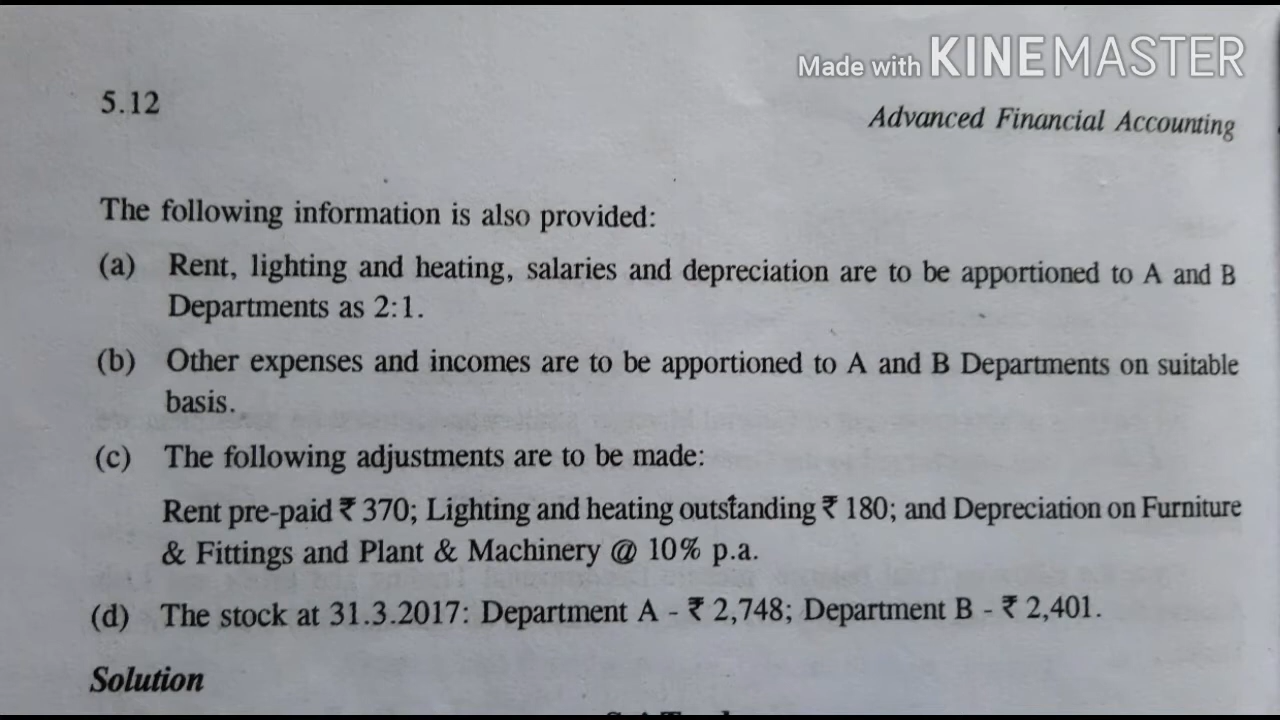 Made with KINEMASTER
5.12
Advanced Financial Accounting
The following information is also provided:
(a) Rent, lighting and heating, salaries and depreciation are to be apportioned to A and B
Departments as 2:1.
(b) Other expenses and incomes are to be apportioned to A and B Departments on suitable
basis.
(c) The following adjustments are to be made:
Rent pre-paid ₹ 370; Lighting and heating outstanding ₹ 180; and Depreciation on Furniture
& Fittings and Plant & Machinery @ 10% p.a.
(d) The stock at 31.3.2017: Department A - ₹ 2,748; Department B - ₹ 2,401.
Solution